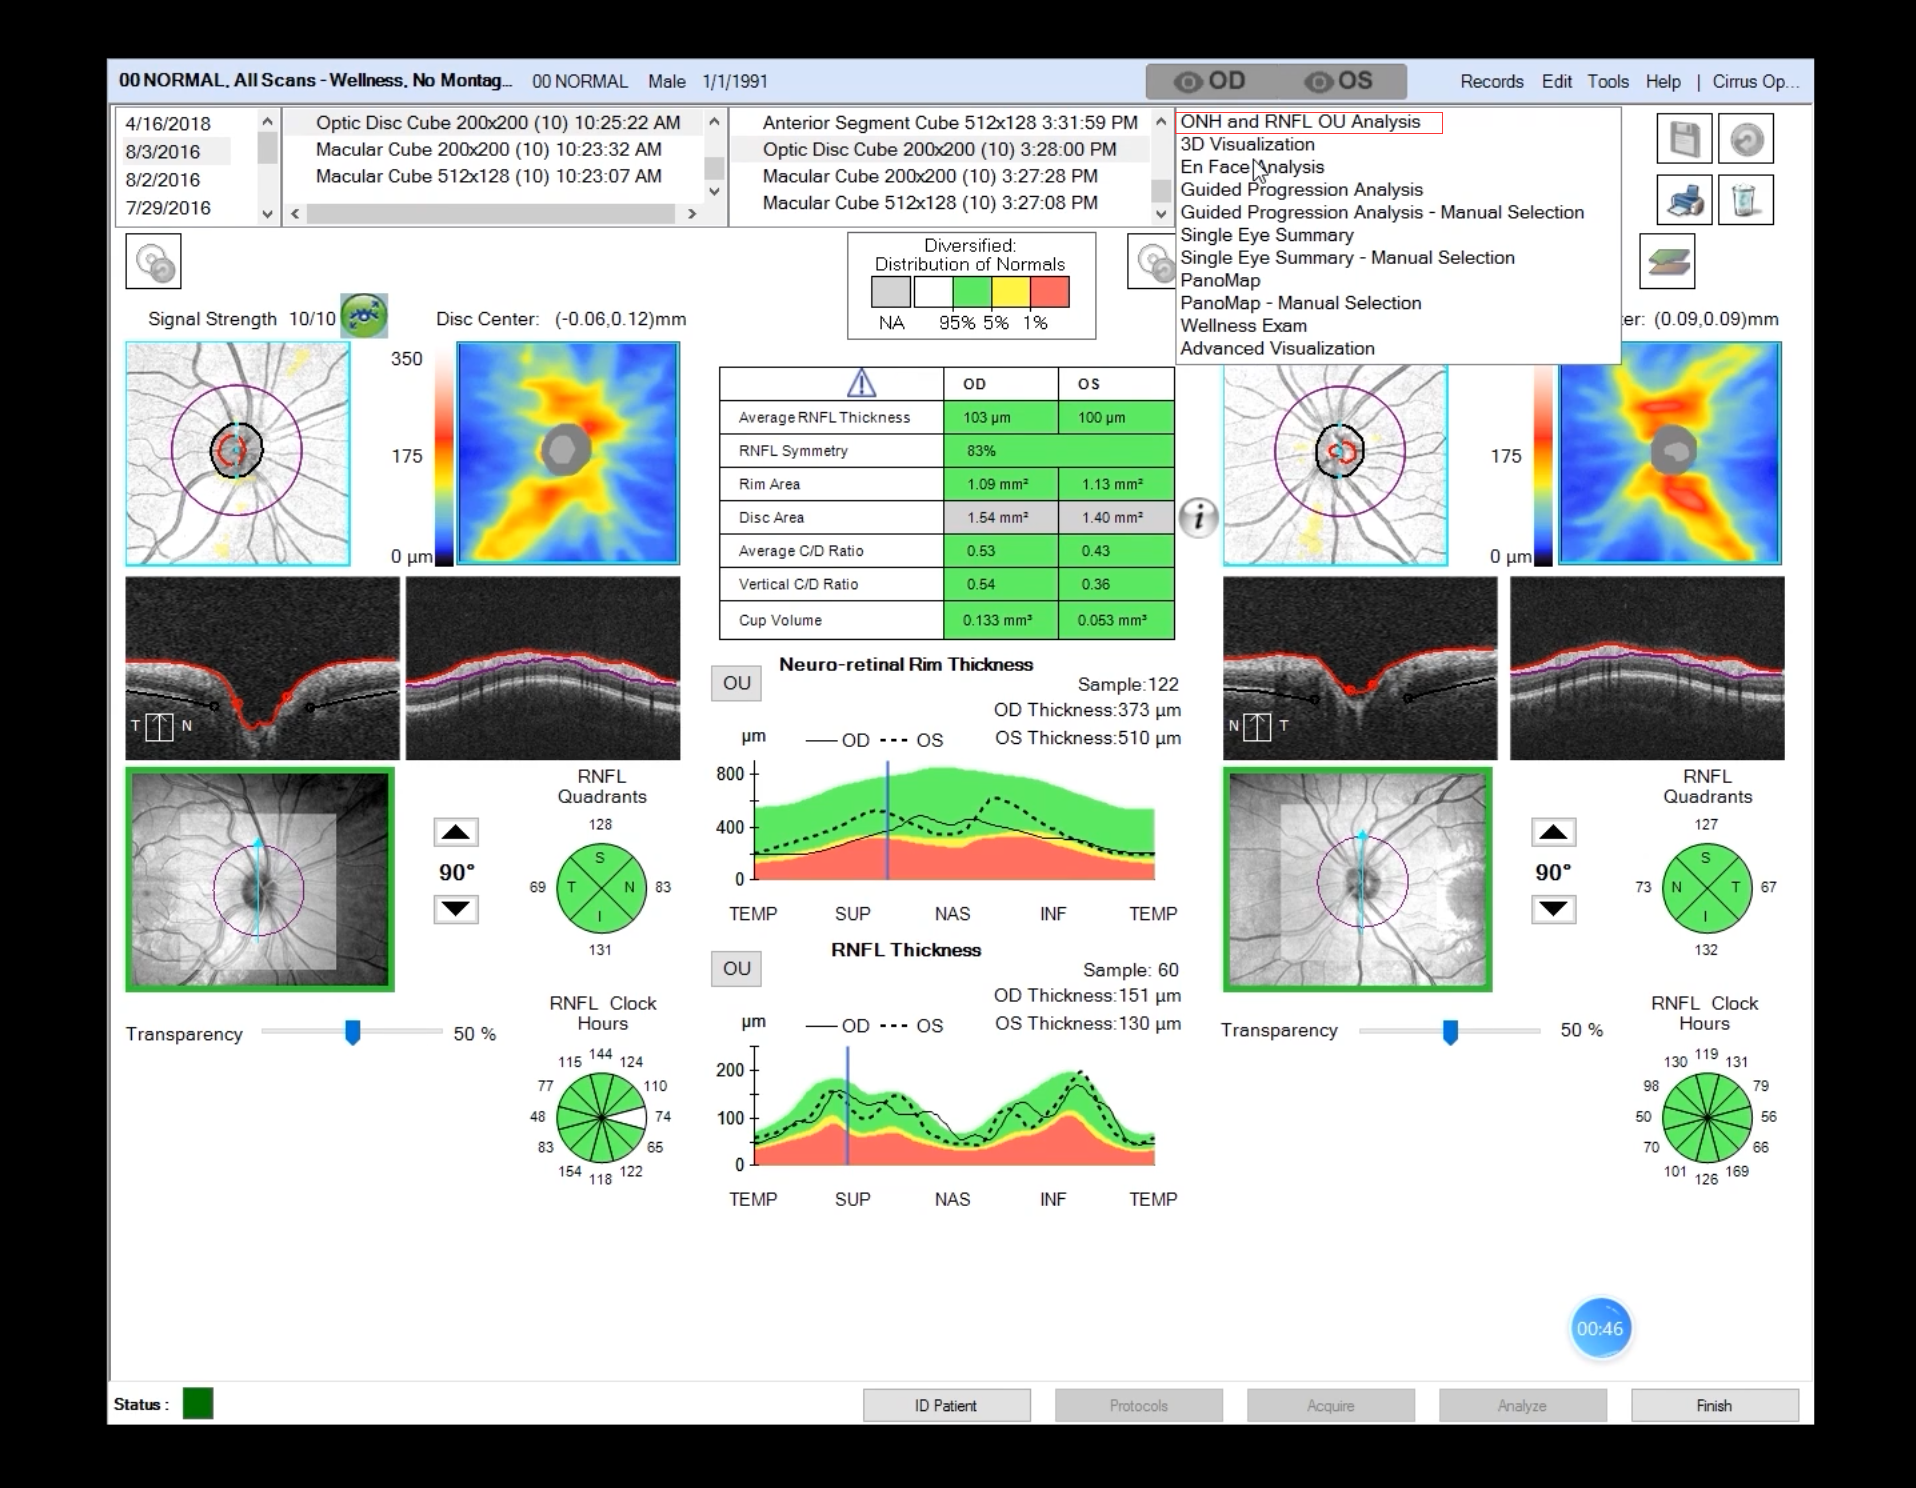 00 NORMAL, All Scans - Wellness, No Montag... 00 NORMAL Male 1/1/1991 OD OS Records Edit Tools Help | Cirrus Op...
4/16/2018
8/3/2016
8/2/2016
7/29/2016
Optic Disc Cube 200x200 (10) 10:25:22 AM
Macular Cube 200x200 (10) 10:23:32 AM
Macular Cube 512x128 (10) 10:23:07 AM
Anterior Segment Cube 512x128 3:31:59 PM
Optic Disc Cube 200x200 (10) 3:28:00 PM
Macular Cube 200x200 (10) 3:27:28 PM
Macular Cube 512x128 (10) 3:27:08 PM
ONH and RNFL OU Analysis
3D Visualization
En Face Analysis
Guided Progression Analysis
Guided Progression Analysis - Manual Selection
Single Eye Summary
Single Eye Summary - Manual Selection
PanoMap
PanoMap - Manual Selection
Wellness Exam
Advanced Visualization
Diversified:
Distribution of Normals
NA 95% 5% 1%
Signal Strength 10/10 Disc Center: (-0.06,0.12)mm
er: (0.09,0.09)mm
350
175
0 µm
OD OS
Average RNFL Thickness 103 µm 100 µm
RNFL Symmetry 83%
Rim Area 1.09 mm² 1.13 mm²
Disc Area 1.54 mm² 1.40 mm²
Average C/D Ratio 0.53 0.43
Vertical C/D Ratio 0.54 0.36
Cup Volume 0.133 mm³ 0.053 mm³
i
175
0 µm
T N
N T
OU Neuro-retinal Rim Thickness
Sample:122
OD Thickness:373 µm
OS Thickness:510 µm
µm OD OS
800
400
0
TEMP SUP NAS INF TEMP
OU RNFL Thickness
Sample: 60
OD Thickness:151 µm
OS Thickness:130 µm
µm OD OS
200
100
0
TEMP SUP NAS INF TEMP
90°
RNFL
Quadrants
128
S
69 T N 83
I
131
Transparency 50 %
RNFL Clock
Hours
115 144 124
77 110
48 74
83 65
154 118 122
90°
RNFL
Quadrants
127
S
73 N T 67
I
132
Transparency 50 %
RNFL Clock
Hours
130 119 131
98 79
50 56
70 66
101 126 169
00:46
Status : ID Patient Protocols Acquire Analyze Finish